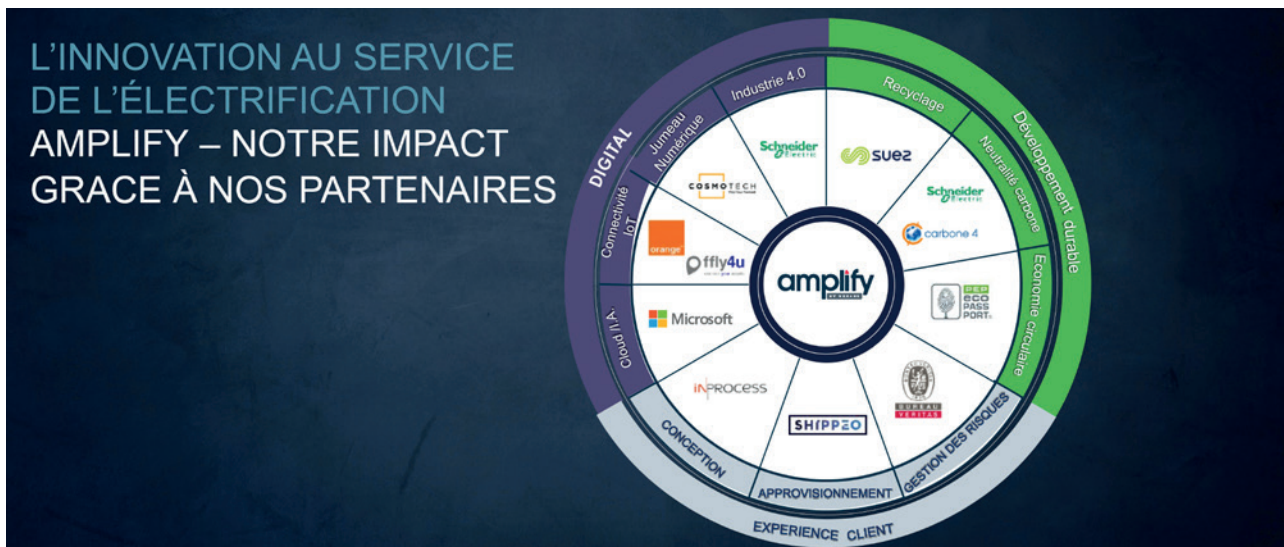 L'INNOVATION AU SERVICE
DE L'ÉLECTRIFICATION
AMPLIFY – NOTRE IMPACT
GRACE À NOS PARTENAIRES
DIGITAL
Industrie 4.0
Schneider
Electric
Jumeau
Numérique
COSMOTECH
Connectivité
IoT
orange
ffly4u
Cloud/I.A.
Microsoft
Développement durable
Recyclage
suez
Neutralité carbone
Schneider
Electric
carbone 4
Economie circulaire
PEP
eco
PASS
PORT
amplify
EXPERIENCE CLIENT
CONCEPTION
INPROCESS
APPROVISIONNEMENT
SHIPPEO
GESTION DES RISQUES
BUREAU
VERITAS